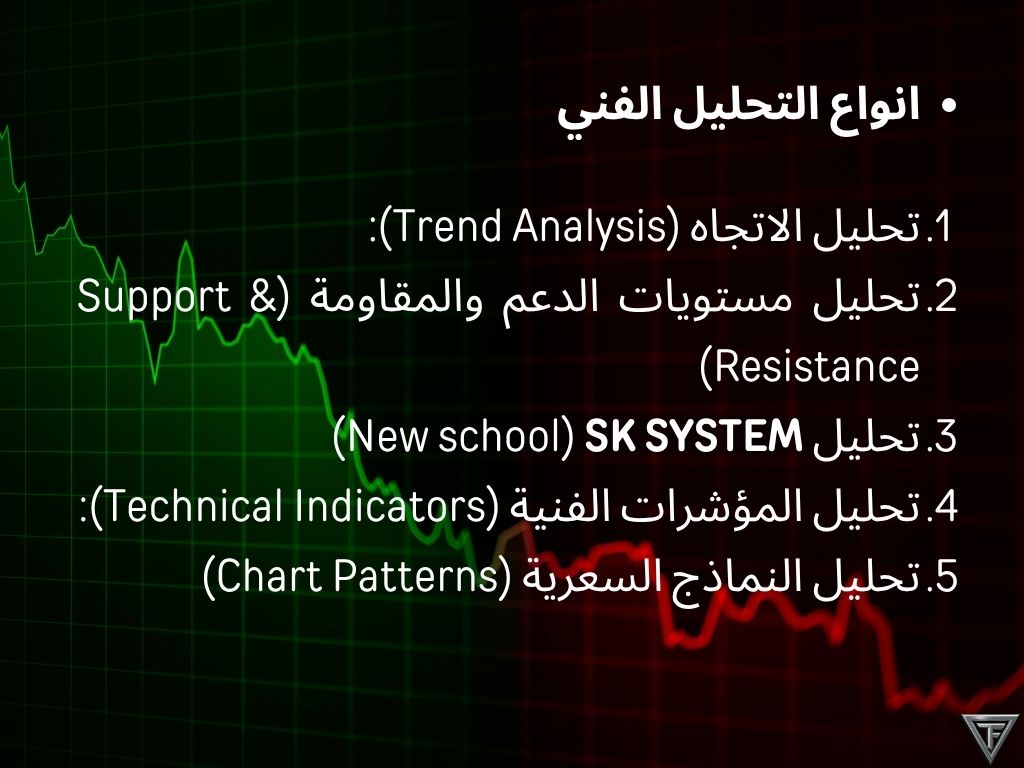 • انواع التحليل الفني
1. تحليل الاتجاه (Trend Analysis):
2. تحليل مستويات الدعم والمقاومة (Support &
Resistance)
3. تحليل SK SYSTEM (New school)
4. تحليل المؤشرات الفنية (Technical Indicators):
5. تحليل النماذج السعرية (Chart Patterns)